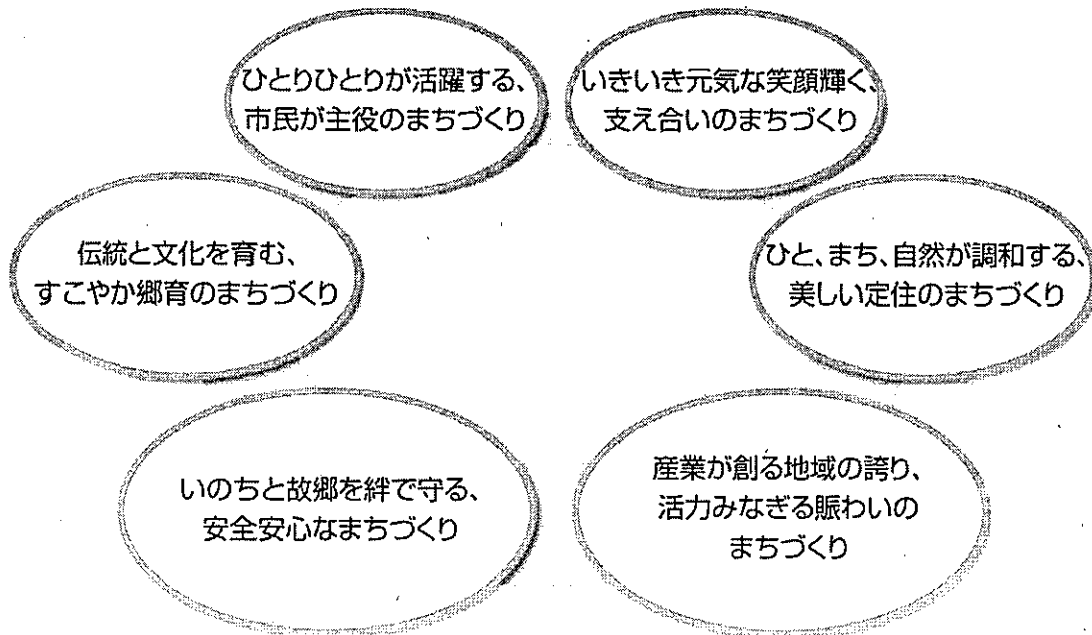 ひとりひとりが活躍する、
市民が主役のまちづくり
いきいき元気な笑顔輝く、
支え合いのまちづくり
伝統と文化を育む、
すこやか郷育のまちづくり
ひと、まち、自然が調和する、
美しい定住のまちづくり
いのちと故郷を絆で守る、
安全安心なまちづくり
産業が創る地域の誇り、
活力みなぎる賑わいの
まちづくり